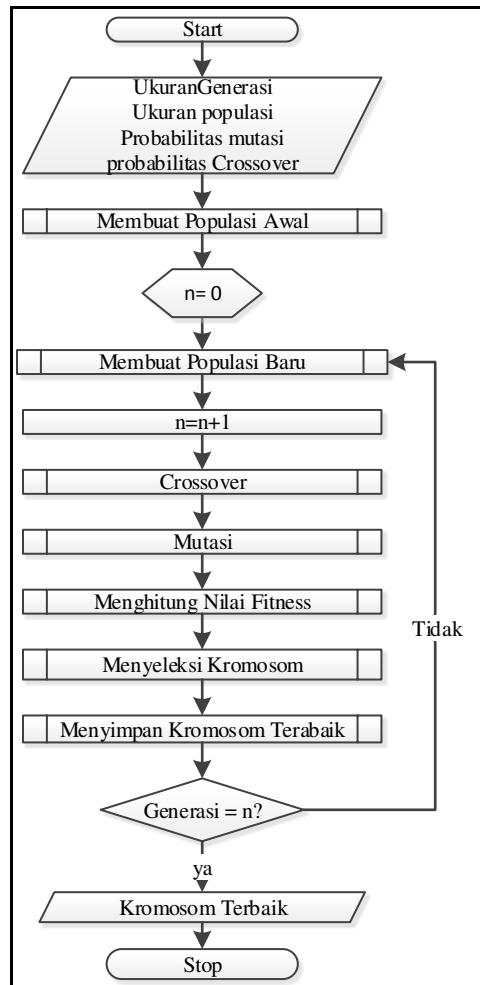 Start
UkuranGenerasi
Ukuran populasi
Probabilitas mutasi
probabilitas Crossover
Membuat Populasi Awal
n= 0
Membuat Populasi Baru
n=n+1
Crossover
Mutasi
Menghitung Nilai Fitness
Tidak
Menyeleksi Kromosom
Menyimpan Kromosom Terabaik
Generasi = n?
ya
Kromosom Terbaik
Stop